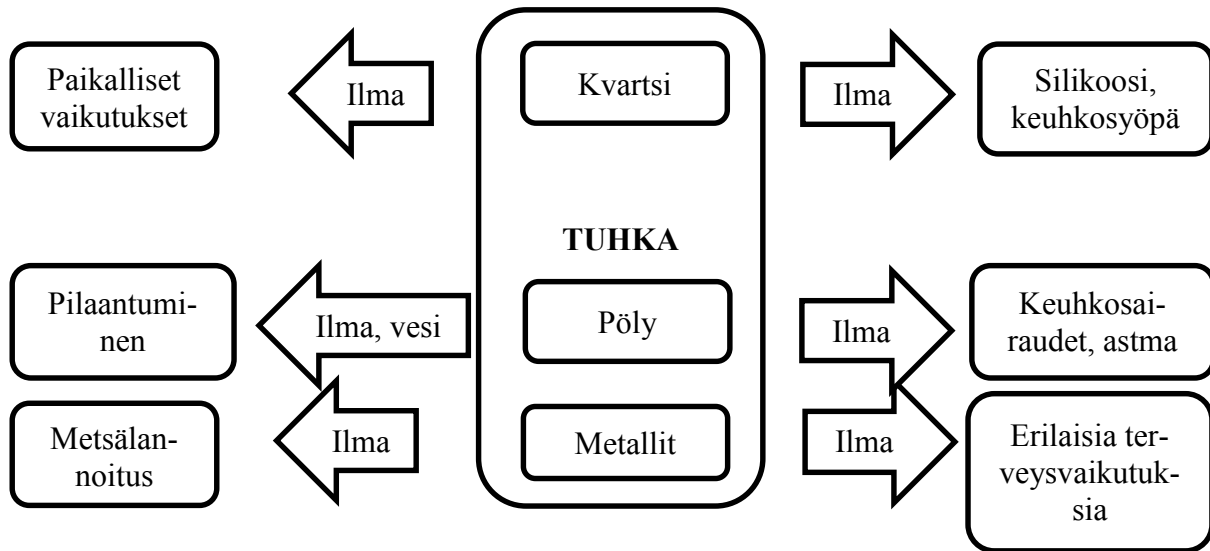 Paikalliset
vaikutukset
Ilma
Kvartsi
Ilma
Silikoosi,
keuhkosyöpä
TUHKA
Pilaantumi-
nen
Ilma, vesi
Pöly
Ilma
Keuhkosai-
raudet, astma
Metsälan-
noitus
Ilma
Metallit
Ilma
Erilaisia ter-
veysvaikutuk-
sia